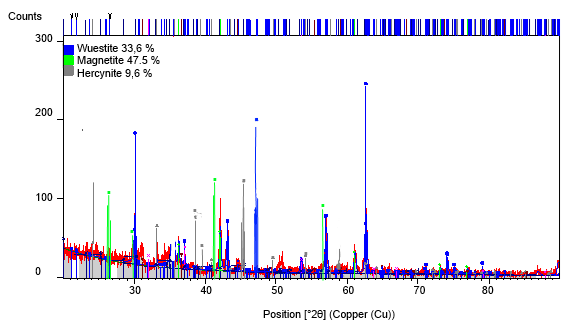 Counts
300
Wuestite 33,6 %
Magnetite 47.5 %
Hercynite 9,6 %
200
100
0
30 40 50 60 70 80
Position [°2θ] (Copper (Cu))